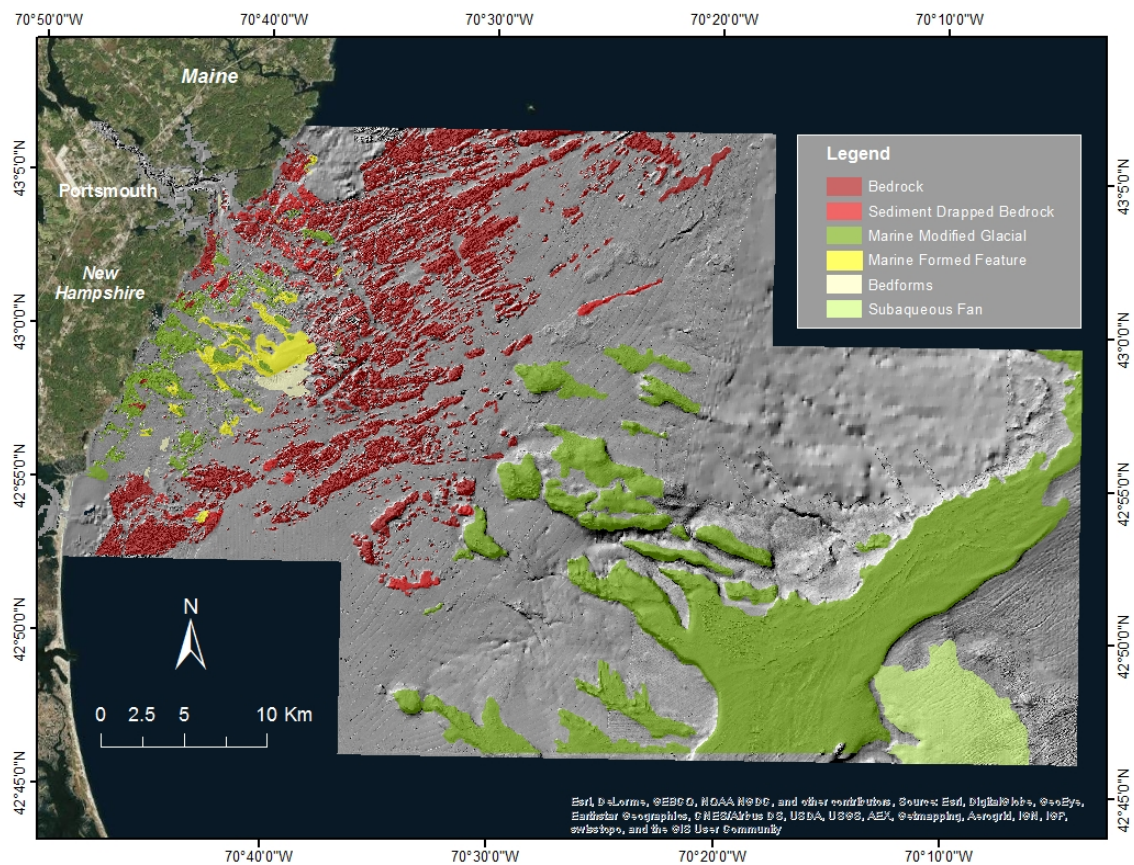 70°50'0"W 70°40'0"W 70°30'0"W 70°20'0"W 70°10'0"W
Maine
Legend
43°5'0"N
43°5'0"N
Portsmouth
Bedrock
Sediment Drapped Bedrock
Marine Modified Glacial
New
Hampshire
Marine Formed Feature
Bedforms
Subaqueous Fan
43°0'0"N
43°0'0"N
42°55'0"N
42°55'0"N
N
42°50'0"N
42°50'0"N
0 2.5 5 10 Km
42°45'0"N
42°45'0"N
Esri, DeLorme, GEBCO, NOAA NGDC, and other contributors, Source: Esri, DigitalGlobe, GeoEye,
Earthstar Geographics, CNES/Airbus DS, USDA, USGS, AEX, Getmapping, Aerogrid, IGN, IGP,
swisstopo, and the GIS User Community
70°40'0"W 70°30'0"W 70°20'0"W 70°10'0"W